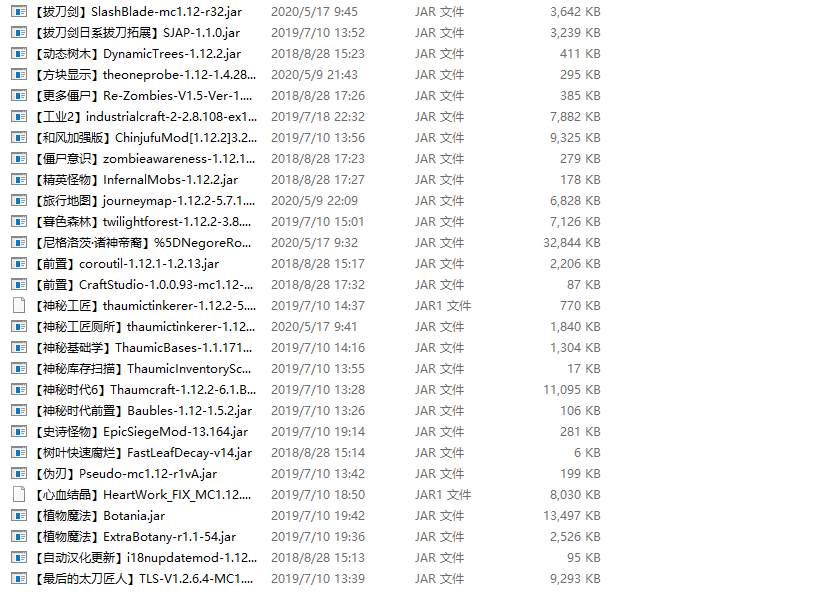 【拔刀剑】SlashBlade-mc1.12-r32.jar 2020/5/17 9:45 JAR 文件 3,642 KB
【拔刀剑日系拔刀拓展】SJAP-1.1.0.jar 2019/7/10 13:52 JAR 文件 3,239 KB
【动态树木】DynamicTrees-1.12.2.jar 2018/8/28 15:23 JAR 文件 411 KB
【方块显示】theoneprobe-1.12-1.4.28... 2020/5/9 21:43 JAR 文件 295 KB
【更多僵尸】Re-Zombies-V1.5-Ver-1.... 2018/8/28 17:26 JAR 文件 385 KB
【工业2】industrialcraft-2-2.8.108-ex1... 2019/7/18 22:32 JAR 文件 7,882 KB
【和风加强版】ChinjufuMod[1.12.2]3.2... 2019/7/10 13:56 JAR 文件 9,325 KB
【僵尸意识】zombieawareness-1.12.1... 2018/8/28 17:23 JAR 文件 279 KB
【精英怪物】InfernalMobs-1.12.2.jar 2018/8/28 17:27 JAR 文件 178 KB
【旅行地图】journeymap-1.12.2-5.7.1.... 2020/5/9 22:09 JAR 文件 6,828 KB
【暮色森林】twilightforest-1.12.2-3.8.... 2019/7/10 15:01 JAR 文件 7,126 KB
【尼格洛茨·诸神帝裔】%5DNegoreRo... 2020/5/17 9:32 JAR 文件 32,844 KB
【前置】coroutil-1.12.1-1.2.13.jar 2018/8/28 15:17 JAR 文件 2,206 KB
【前置】CraftStudio-1.0.0.93-mc1.12-... 2018/8/28 17:32 JAR 文件 87 KB
【神秘工匠】thaumictinkerer-1.12.2-5.... 2019/7/10 14:37 JAR1 文件 770 KB
【神秘工匠厕所】thaumictinkerer-1.12... 2020/5/17 9:41 JAR 文件 1,840 KB
【神秘基础学】ThaumicBases-1.1.171... 2019/7/10 14:16 JAR 文件 1,304 KB
【神秘库存扫描】ThaumicInventorySc... 2019/7/10 13:55 JAR 文件 17 KB
【神秘时代6】Thaumcraft-1.12.2-6.1.B... 2019/7/10 13:28 JAR 文件 11,095 KB
【神秘时代前置】Baubles-1.12-1.5.2.jar 2019/7/10 13:26 JAR 文件 106 KB
【史诗怪物】EpicSiegeMod-13.164.jar 2019/7/10 19:14 JAR 文件 281 KB
【树叶快速腐烂】FastLeafDecay-v14.jar 2018/8/28 15:14 JAR 文件 6 KB
【伪刃】Pseudo-mc1.12-r1vA.jar 2019/7/10 13:42 JAR 文件 199 KB
【心血结晶】HeartWork_FIX_MC1.12.... 2019/7/10 18:50 JAR1 文件 8,030 KB
【植物魔法】Botania.jar 2019/7/10 19:42 JAR 文件 13,497 KB
【植物魔法】ExtraBotany-r1.1-54.jar 2019/7/10 19:36 JAR 文件 2,526 KB
【自动汉化更新】i18nupdatemod-1.12... 2018/8/28 15:13 JAR 文件 95 KB
【最后的太刀匠人】TLS-V1.2.6.4-MC1.... 2019/7/10 13:39 JAR 文件 9,293 KB